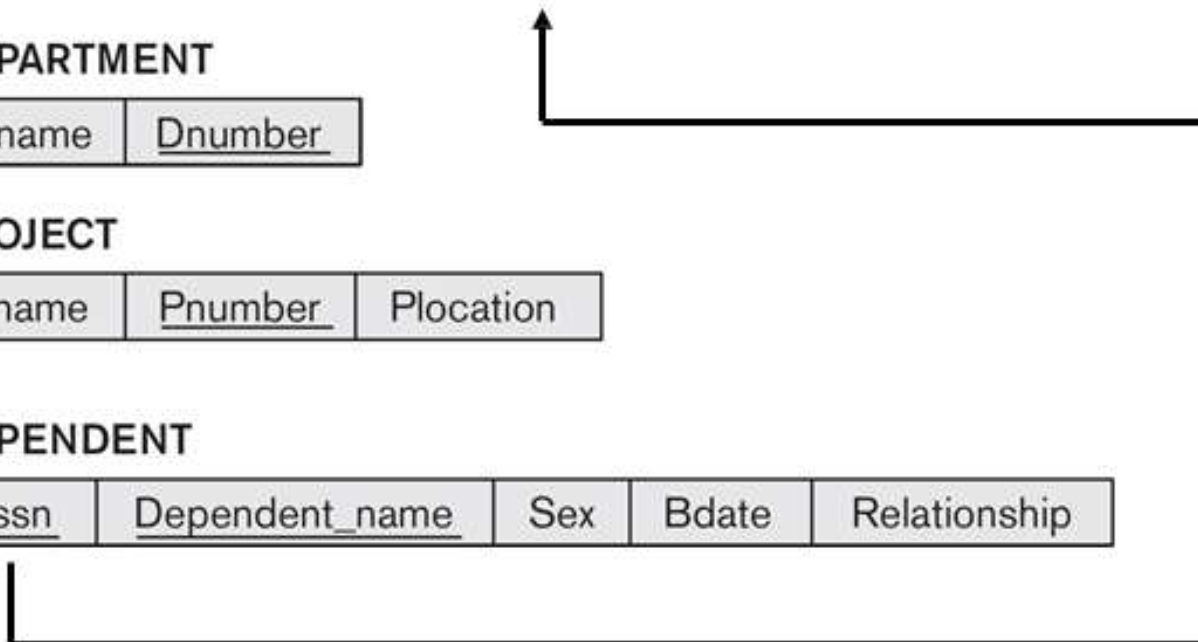 PARTMENT
name Dnumber
OJECT
name Pnumber Plocation
PENDENT
ssn Dependent_name Sex Bdate Relationship